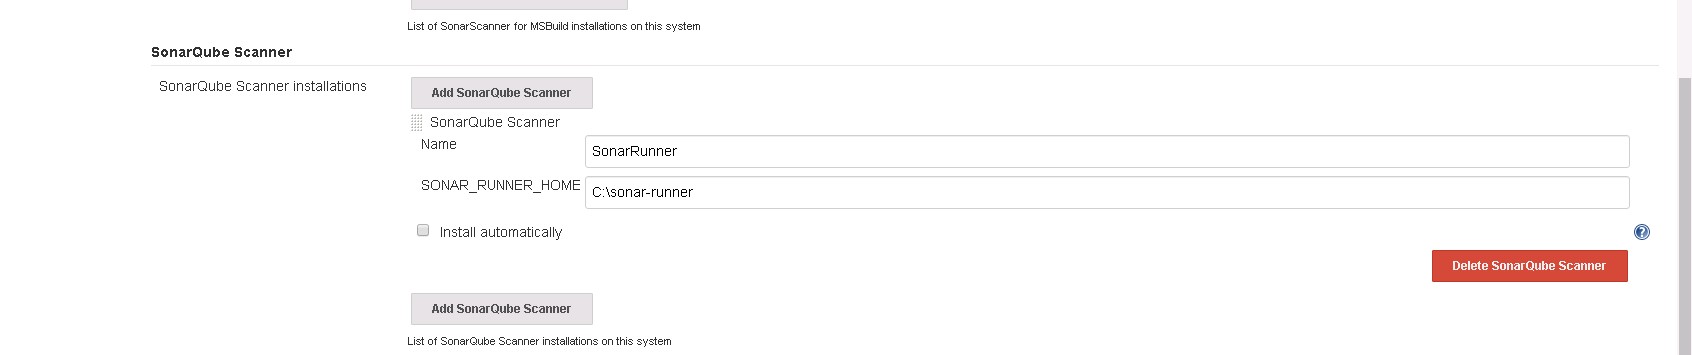 List of SonarScanner for MSBuild installations on this system
SonarQube Scanner
SonarQube Scanner installations
Add SonarQube Scanner
SonarQube Scanner
Name
SonarRunner
SONAR_RUNNER_HOME
C:\sonar-runner
Install automatically
?
Delete SonarQube Scanner
Add SonarQube Scanner
List of SonarQube Scanner installations on this system